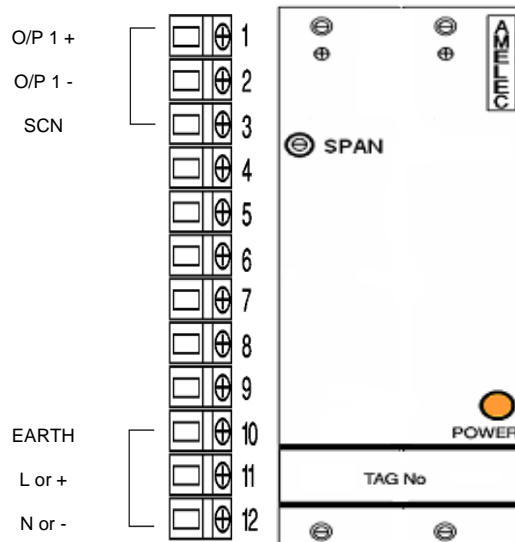 O/P 1 +
O/P 1 -
SCN
1
2
3
4
5
6
7
8
9
10
11
12
EARTH
L or +
N or -
AMELEC
SPAN
POWER
TAG No